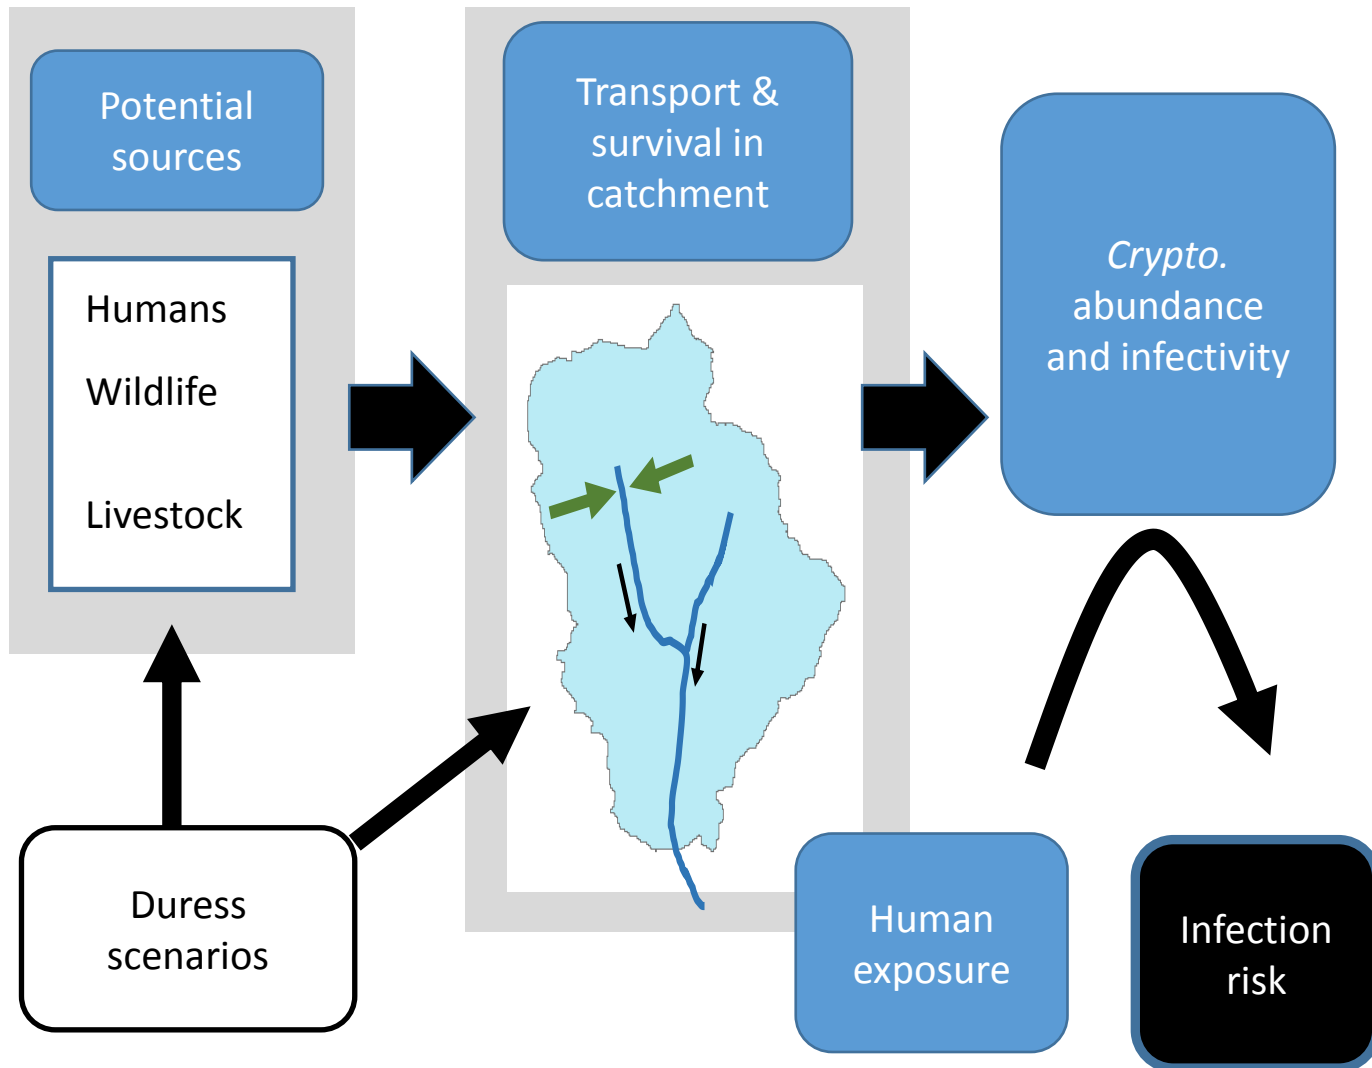 Potential
sources
Humans
Wildlife
Livestock
Transport &
survival in
catchment
Crypto.
abundance
and infectivity
Duress
scenarios
Human
exposure
Infection
risk